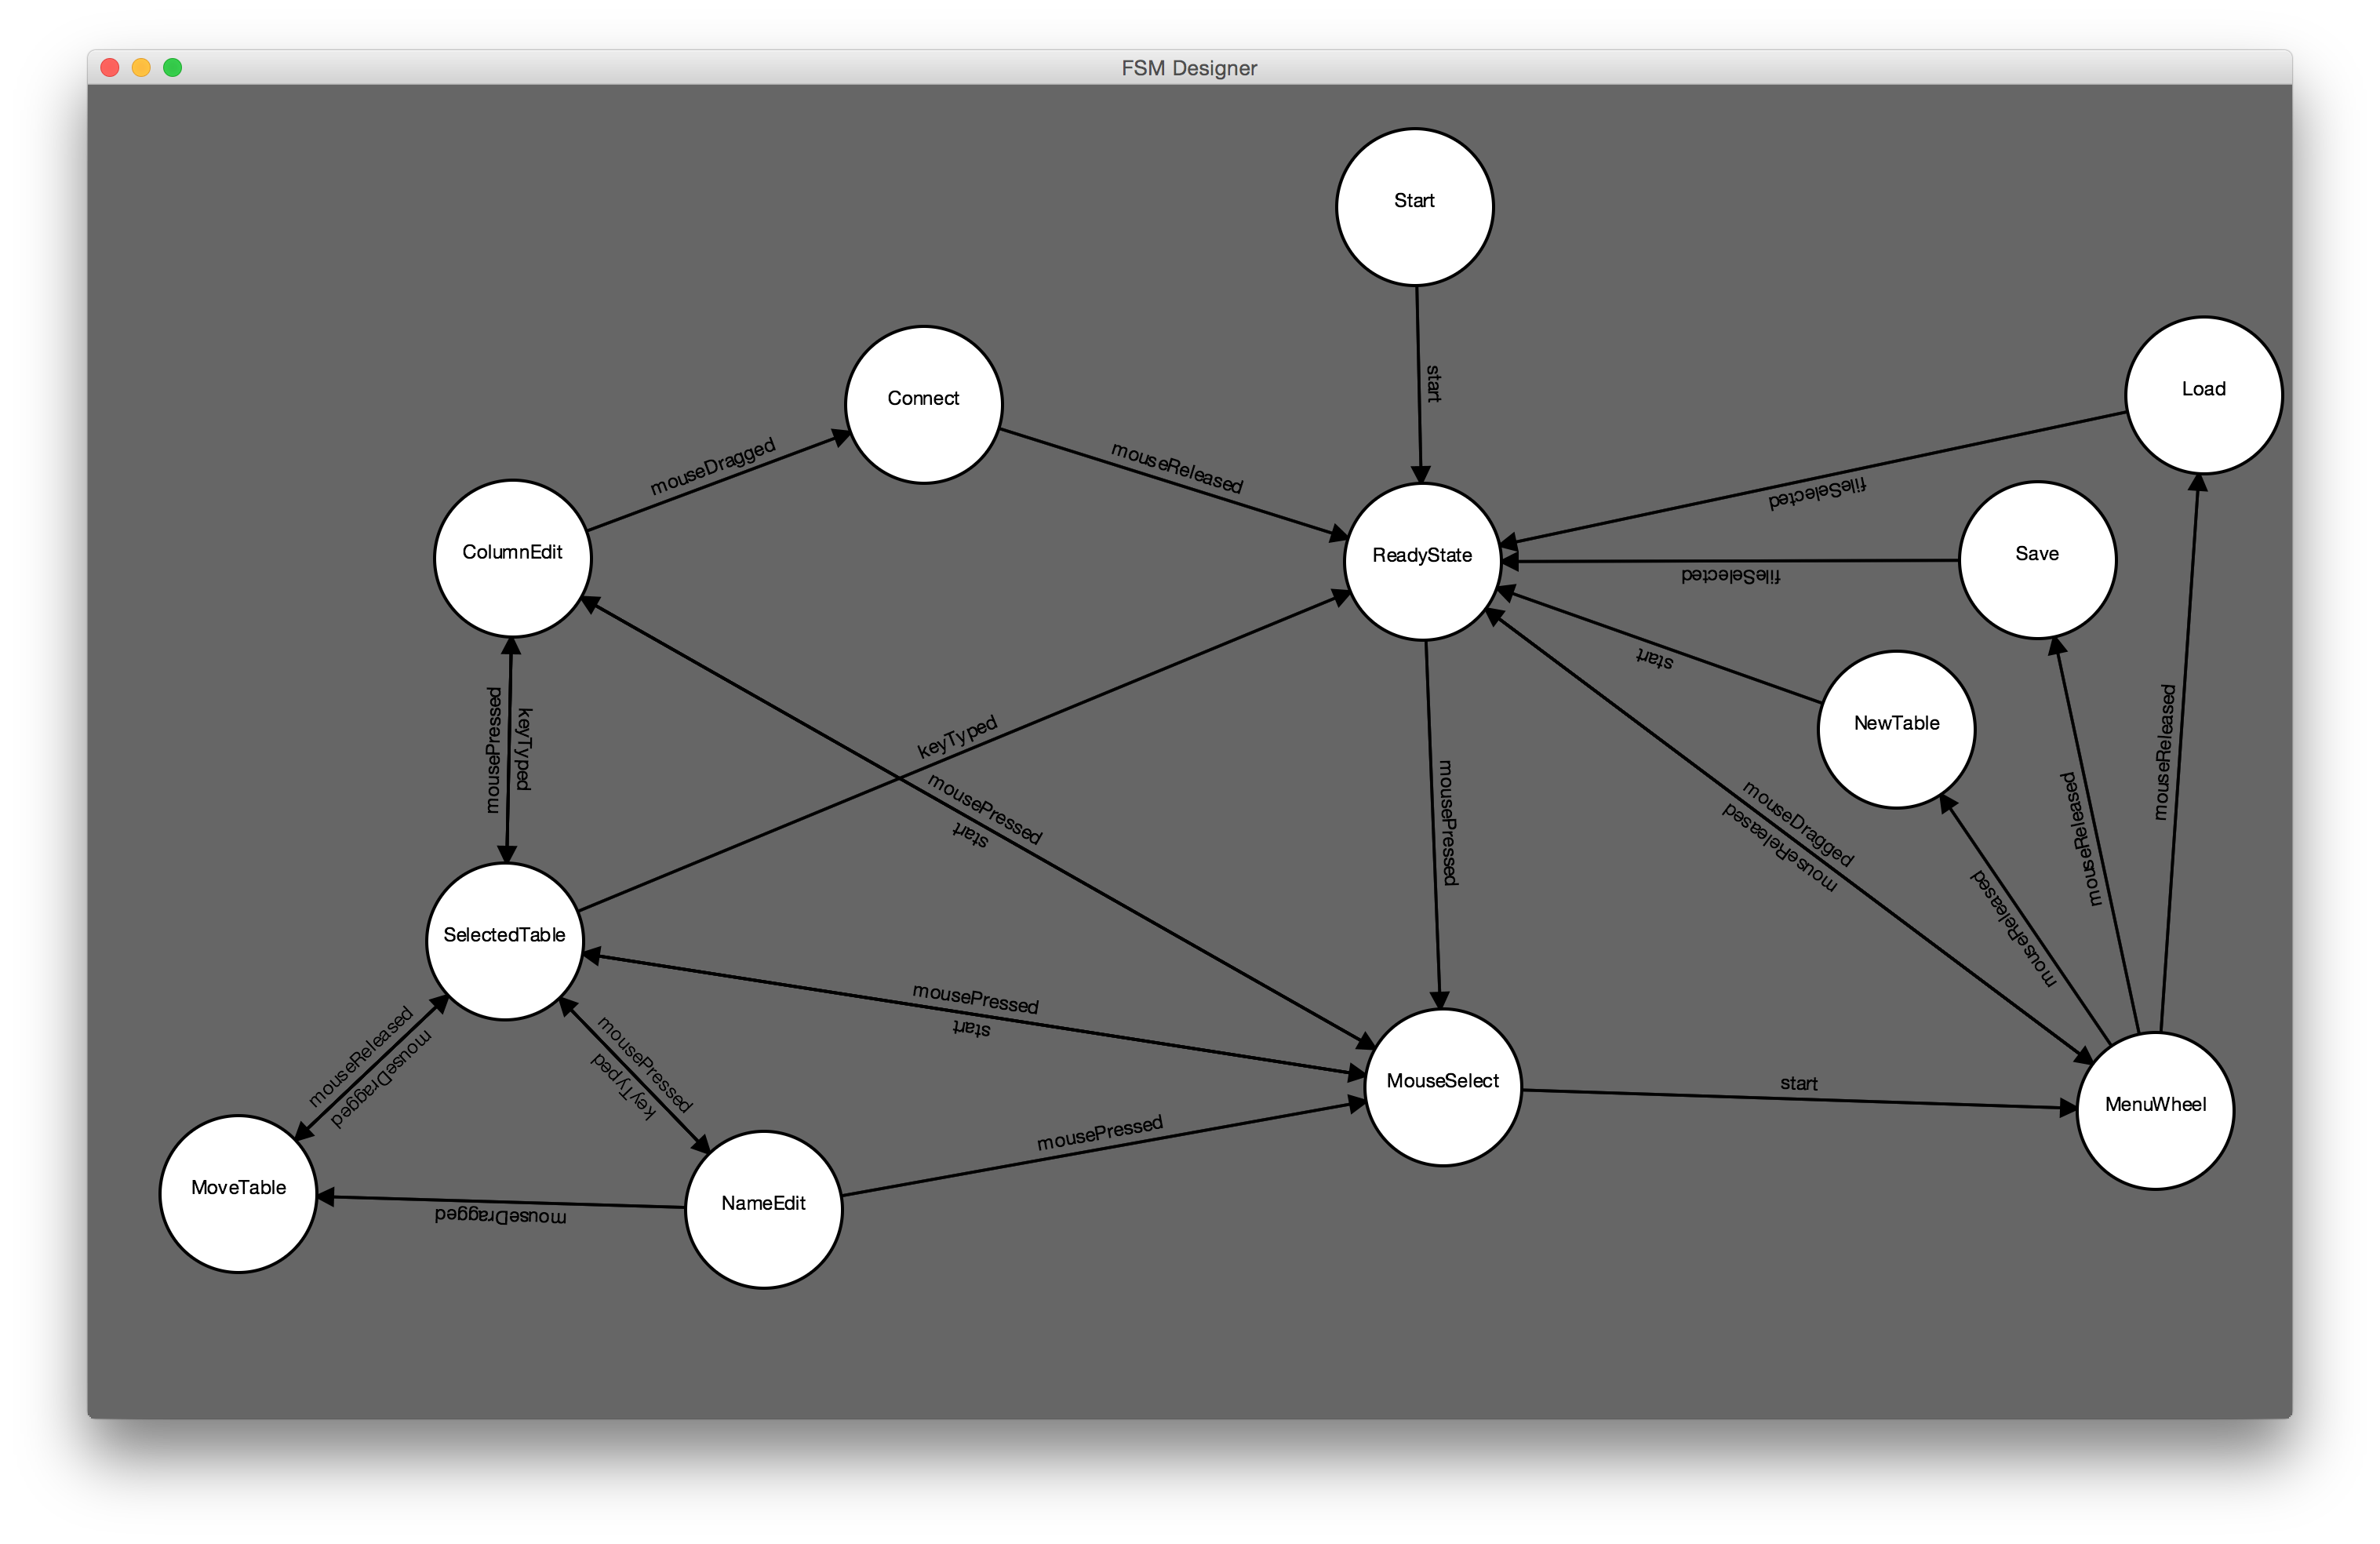 FSM Designer
Start
start
Load
Connect
mouseDragged
mouseReleased
fileSelected
ColumnEdit
ReadyState
Save
fileSelected
start
NewTable
mousePressed
keyTyped
keyTyped
mousePressed
start
mousePressed
mouseDragged
mouseReleased
mouseReleased
mouseReleased
mouseReleased
SelectedTable
mousePressed
start
mouseReleased
mouseDragged
mousePressed
keyTyped
MouseSelect
start
MenuWheel
mousePressed
MoveTable
NameEdit
mouseDragged